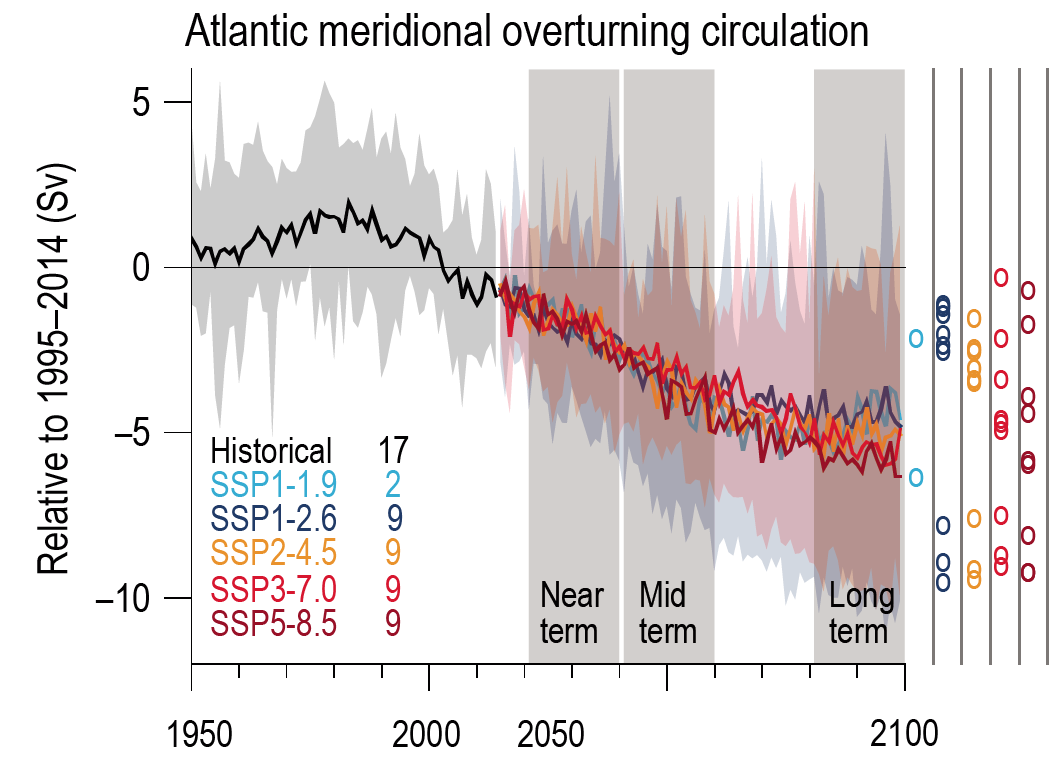 Atlantic meridional overturning circulation
Relative to 1995–2014 (Sv)
5
0
–5
–10
Historical 17
SSP1-1.9 2
SSP1-2.6 9
SSP2-4.5 9
SSP3-7.0 9
SSP5-8.5 9
Near
term
Mid
term
Long
term
1950 2000 2050 2100